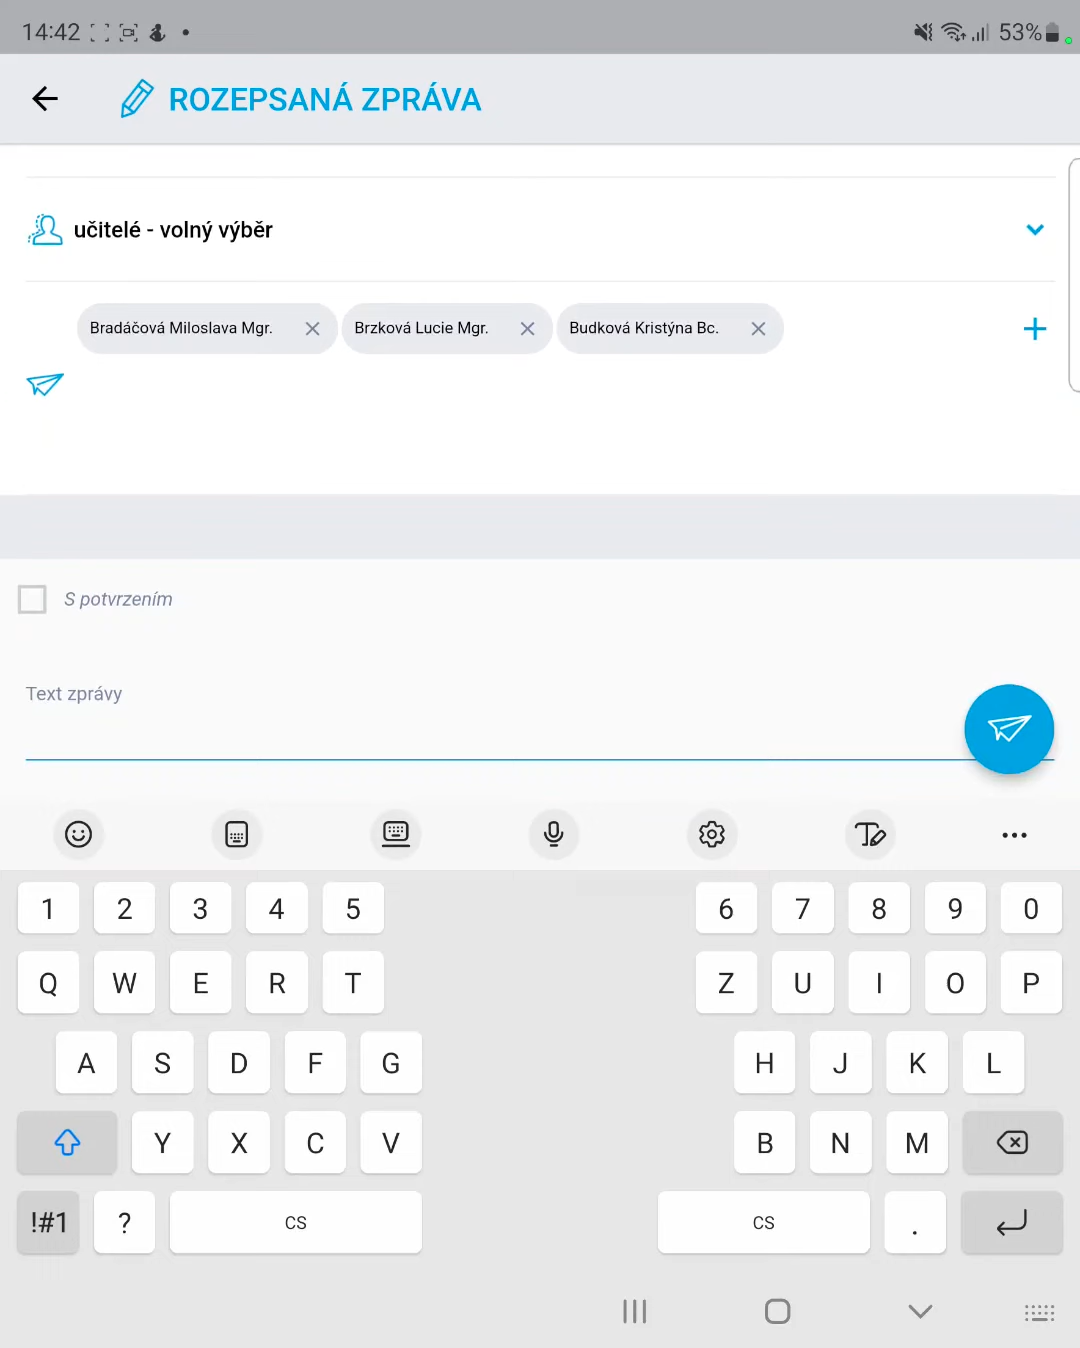 14:42
53%
ROZEPSANÁ ZPRÁVA
učitelé - volný výběr
Bradáčová Miloslava Mgr. Brzková Lucie Mgr. Budková Kristýna Bc.
S potvrzením
Text zprávy
1 2 3 4 5 6 7 8 9 0
Q W E R T Z U I O P
A S D F G H J K L
Y X C V B N M
!#1 ? CS CS .